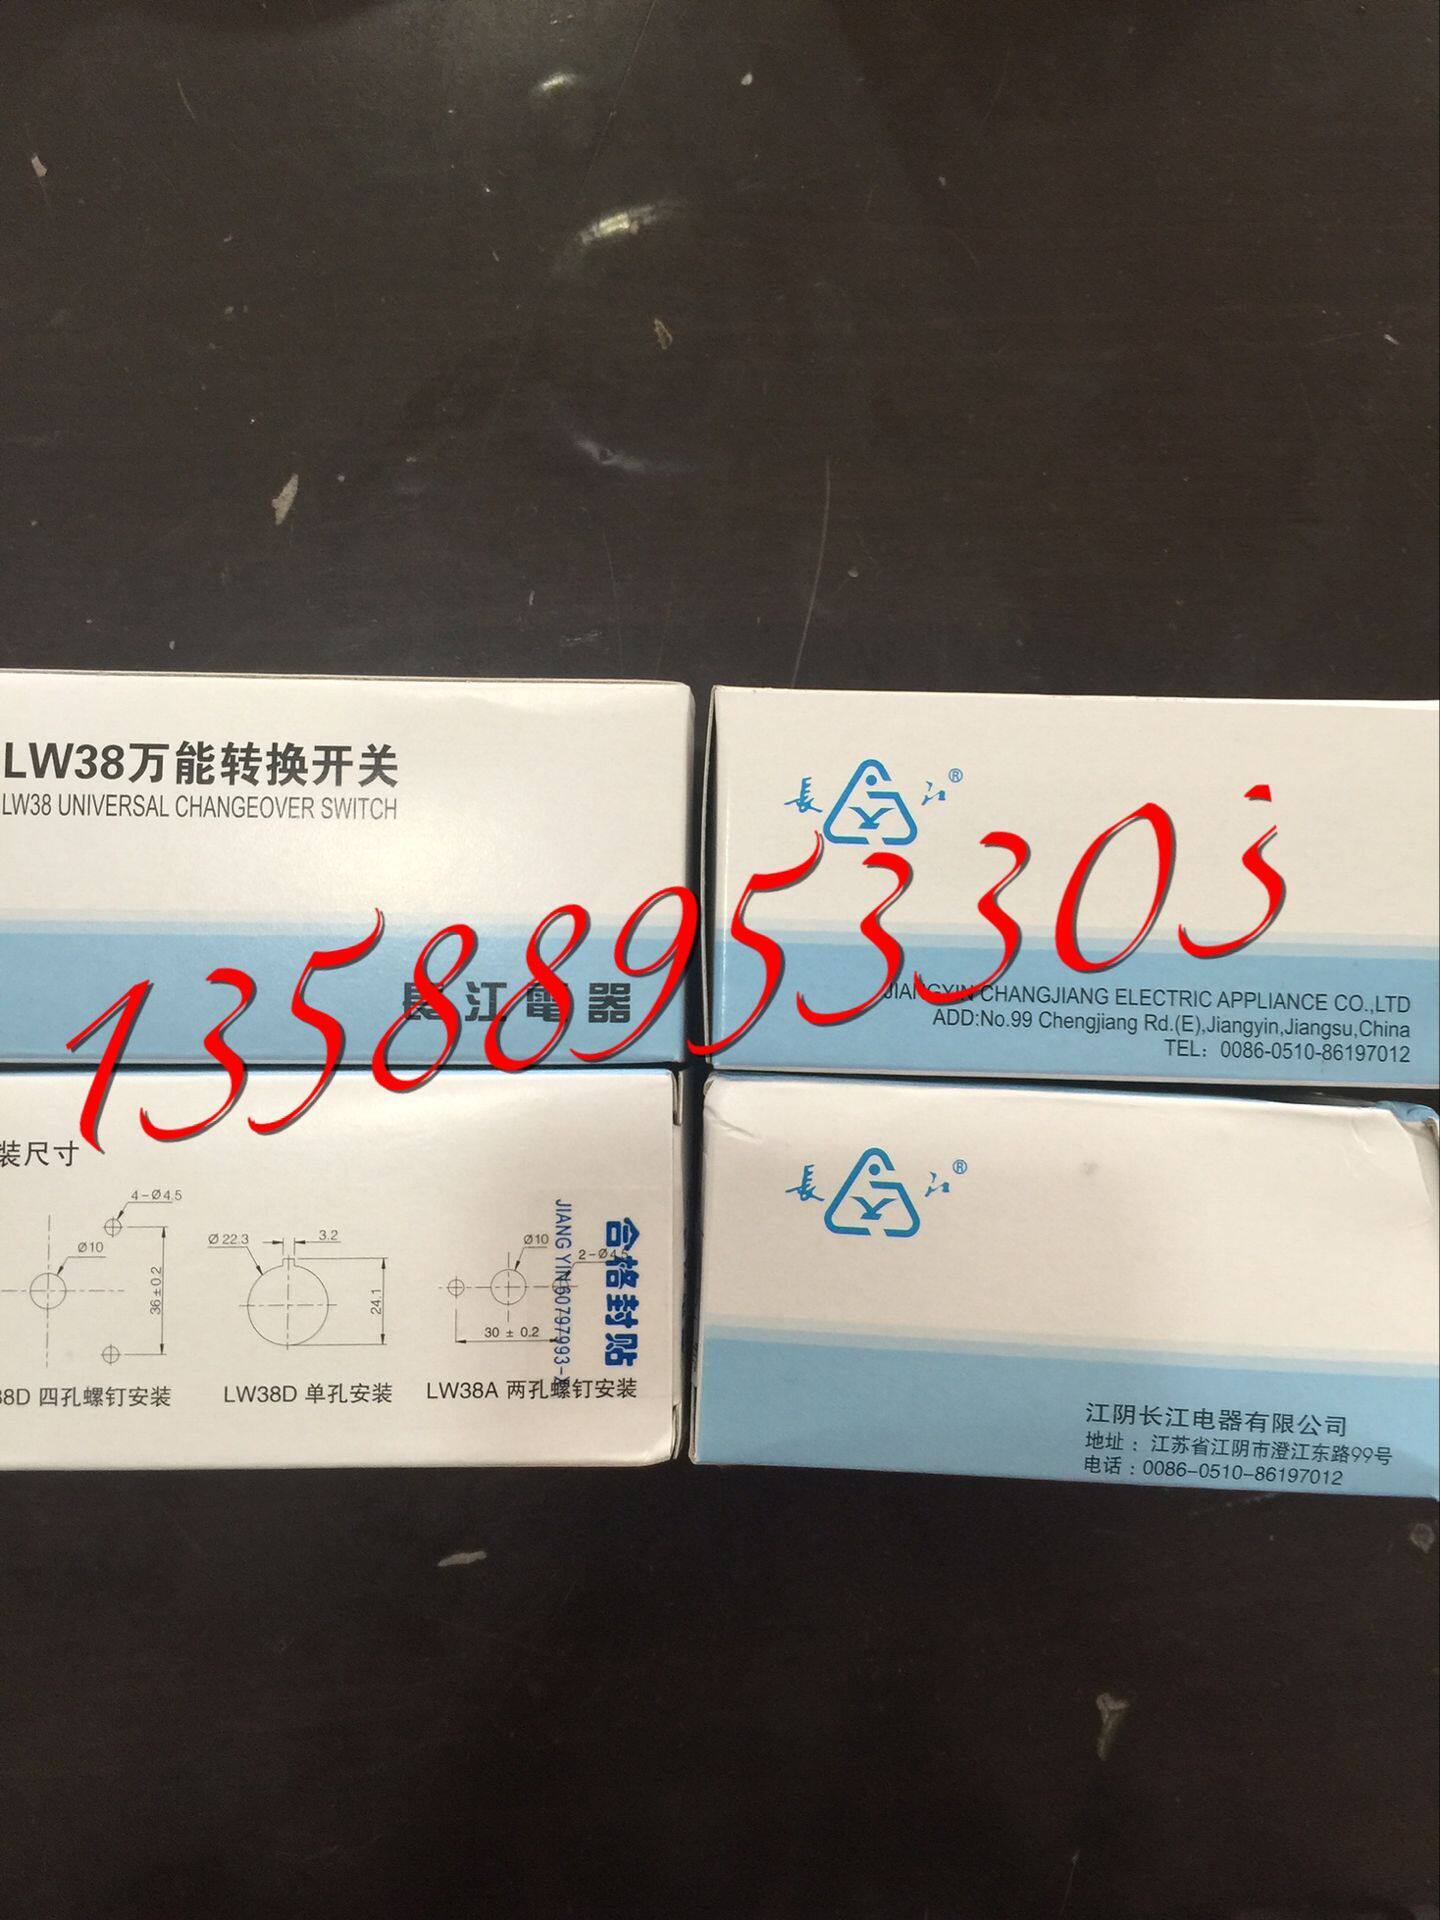 LW38万能转换开关
LW38 UNIVERSAL CHANGEOVER SWITCH
長江電器
長 江®
JIANGYIN CHANGJIANG ELECTRIC APPLIANCE CO.,LTD
ADD:No.99 Chengjiang Rd.(E),Jiangyin,Jiangsu,China
TEL: 0086-0510-86197012
1358895330
装尺寸
4-Ø4.5
Ø10
36±0.2
38D 四孔螺钉安装
Ø22.3
3.2
24.1
LW38D 单孔安装
Ø10
2-Ø4.5
30 ± 0.2
LW38A 两孔螺钉安装
JIANG YIN 60797993-
合格封贴
長 江®
江阴长江电器有限公司
地址：江苏省江阴市澄江东路99号
电话：0086-0510-86197012